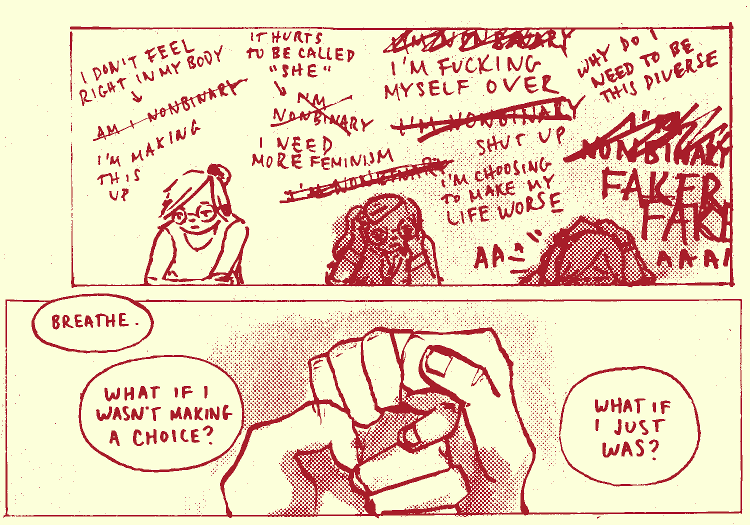 I DON'T FEEL
RIGHT IN MY BODY
AM I NONBINARY
I'M MAKING
THIS
UP
IT HURTS
TO BE CALLED
"SHE"
I'M
NONBINARY
I NEED
MORE FEMINISM
I'M NONBINARY
AM I NONBINARY
I'M FUCKING
MYSELF OVER
I'M NONBINARY
SHUT UP
I'M CHOOSING
TO MAKE MY
LIFE WORSE
AA
WHY DO I
NEED TO BE
THIS DIVERSE
NONBINARY
FAKER
FAKE
AAA
BREATHE.
WHAT IF I
WASN'T MAKING
A CHOICE?
WHAT IF
I JUST
WAS?